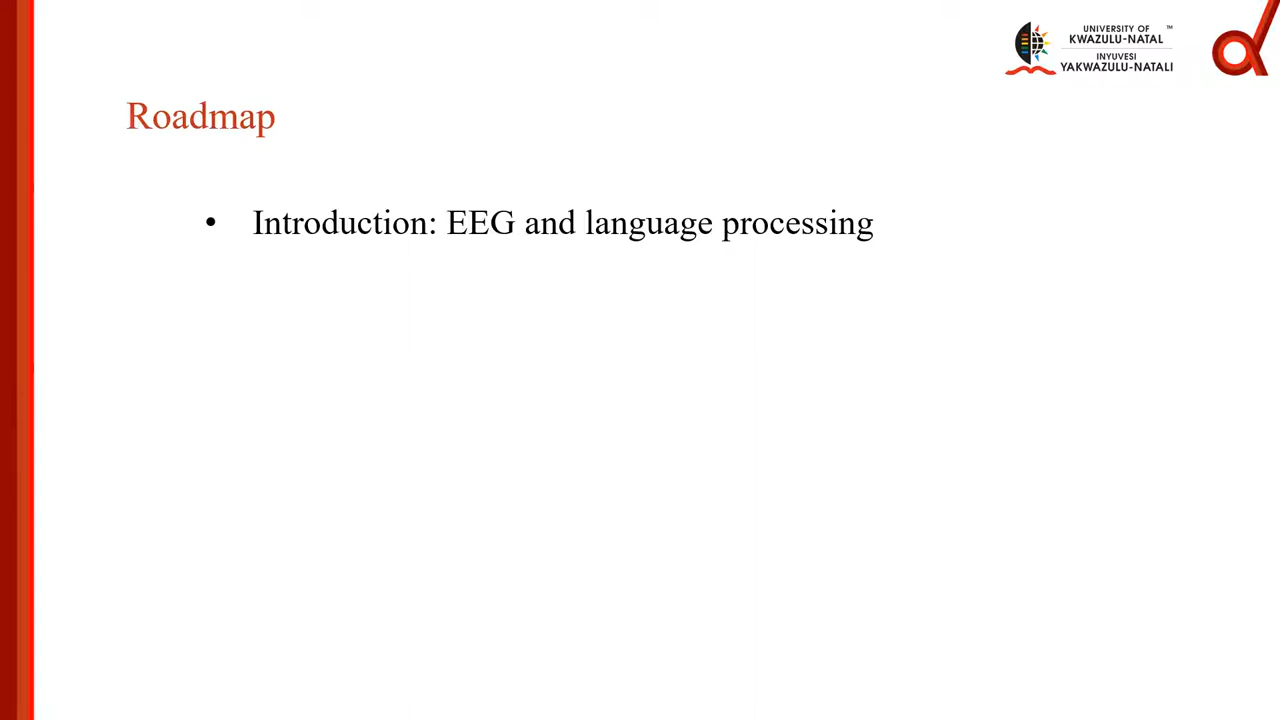 UNIVERSITY OF ™
KWAZULU-NATAL
INYUVESI
YAKWAZULU-NATALI
Roadmap
• Introduction: EEG and language processing